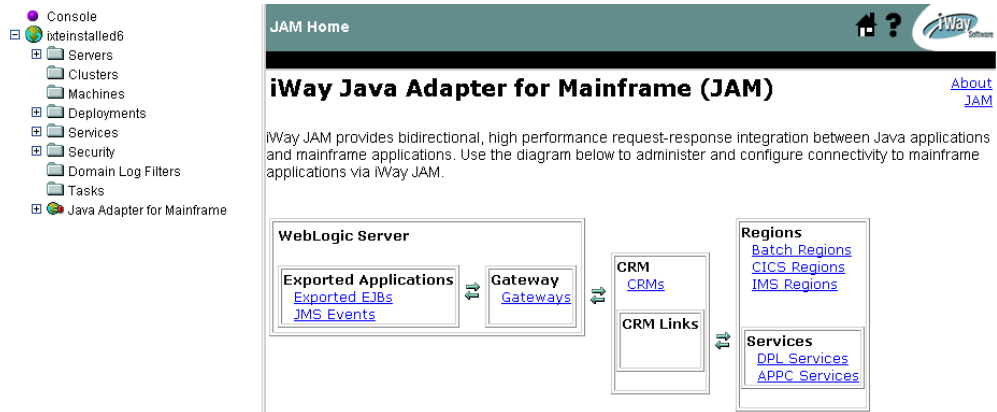 Console
ixteinstalled6
Servers
Clusters
Machines
Deployments
Services
Security
Domain Log Filters
Tasks
Java Adapter for Mainframe
JAM Home
?
iWay
Software
iWay Java Adapter for Mainframe (JAM)
About
JAM
iWay JAM provides bidirectional, high performance request-response integration between Java applications
and mainframe applications. Use the diagram below to administer and configure connectivity to mainframe
applications via iWay JAM.
WebLogic Server
Exported Applications
Exported EJBs
JMS Events
Gateway
Gateways
CRM
CRMs
CRM Links
Regions
Batch Regions
CICS Regions
IMS Regions
Services
DPL Services
APPC Services